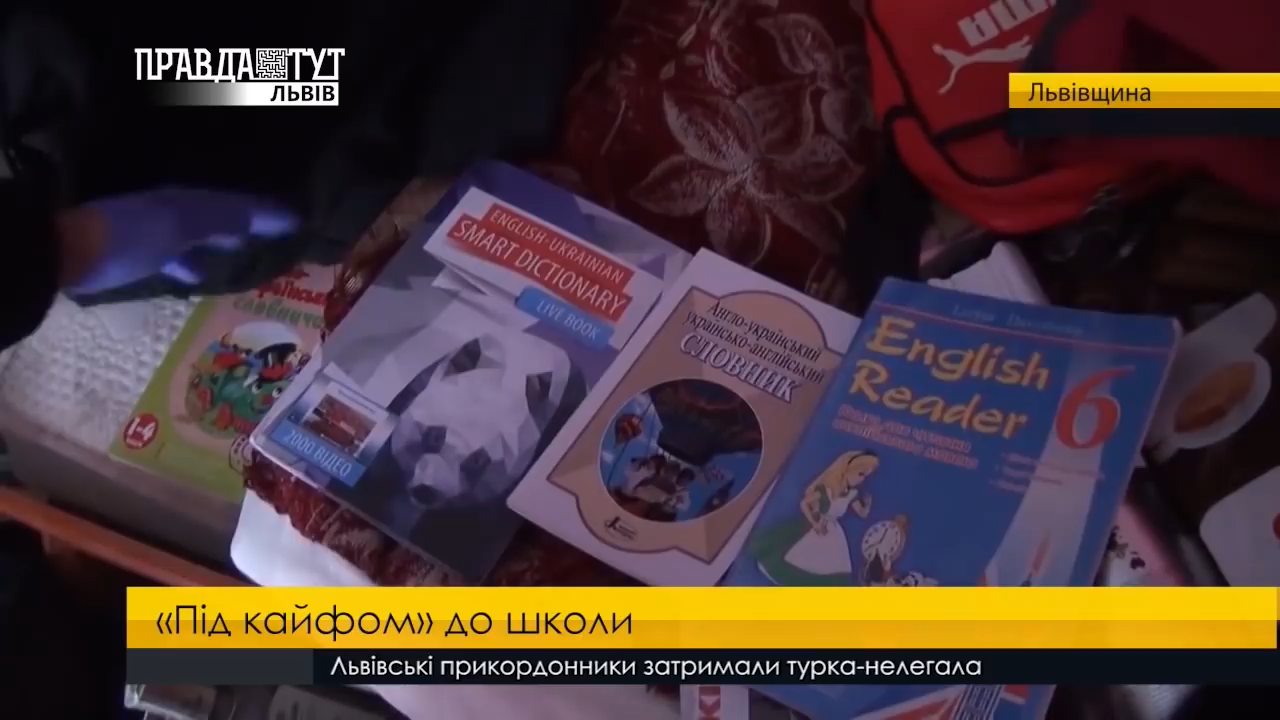 ПРАВДА ТУТ
ЛЬВІВ
Львівщина
ENGLISH-UKRAINIAN
SMART DICTIONARY
LIVE BOOK
2000 ВІДЕО
1-4
Англо-український
українсько-англійський
СЛОВНИК
English
Reader
6
«Під кайфом» до школи
Львівські прикордонники затримали турка-нелегала